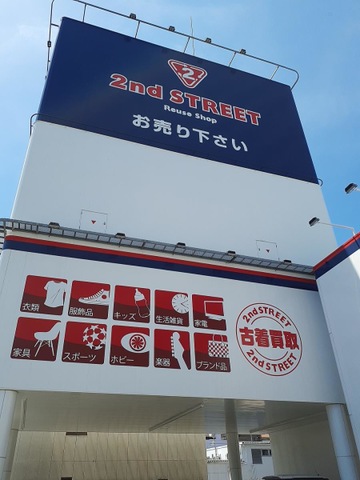 2
2nd STREET
Reuse Shop
お売り下さい
衣類
服飾品
キッズ
生活雑貨
家電
家具
スポーツ
ホビー
楽器
ブランド品
2nd STREET
古着買取
2nd STREET